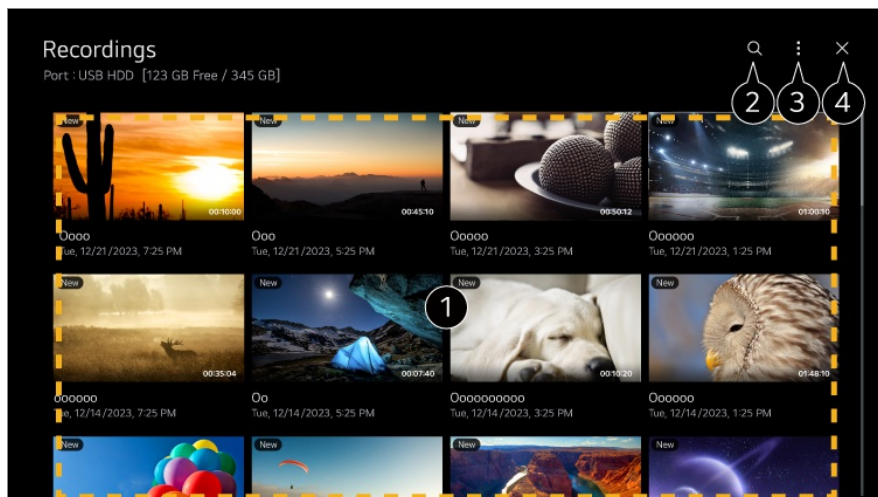 Recordings
Port : USB HDD [123 GB Free / 345 GB]
2 3 4
New New New New
00:10:00 00:45:10 00:50:12 01:00:10
Oooo Ooo Ooooo Oooooo
Tue, 12/21/2023, 7:25 PM Tue, 12/21/2023, 5:25 PM Tue, 12/21/2023, 3:25 PM Tue, 12/21/2023, 1:25 PM
New New New New
1
00:35:04 00:07:40 00:10:20 01:48:10
oooooo Oo Oooooooooo Oooooo
Tue, 12/14/2023, 7:25 PM Tue, 12/14/2023, 5:25 PM Tue, 12/14/2023, 3:25 PM Tue, 12/14/2023, 1:25 PM
New New New New